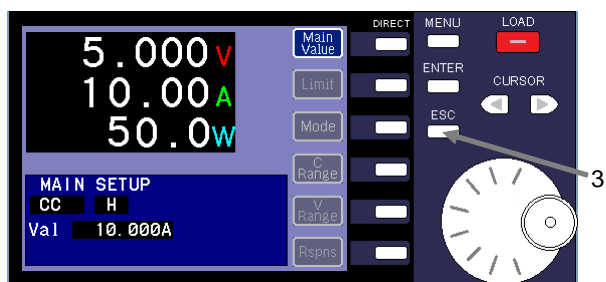 5.000V
10.00A
50.0W
MAIN SETUP
CC H
Val 10.000A
Main
Value
Limit
Mode
C
Range
V
Range
Rspns
DIRECT
MENU
ENTER
ESC
LOAD
CURSOR
3